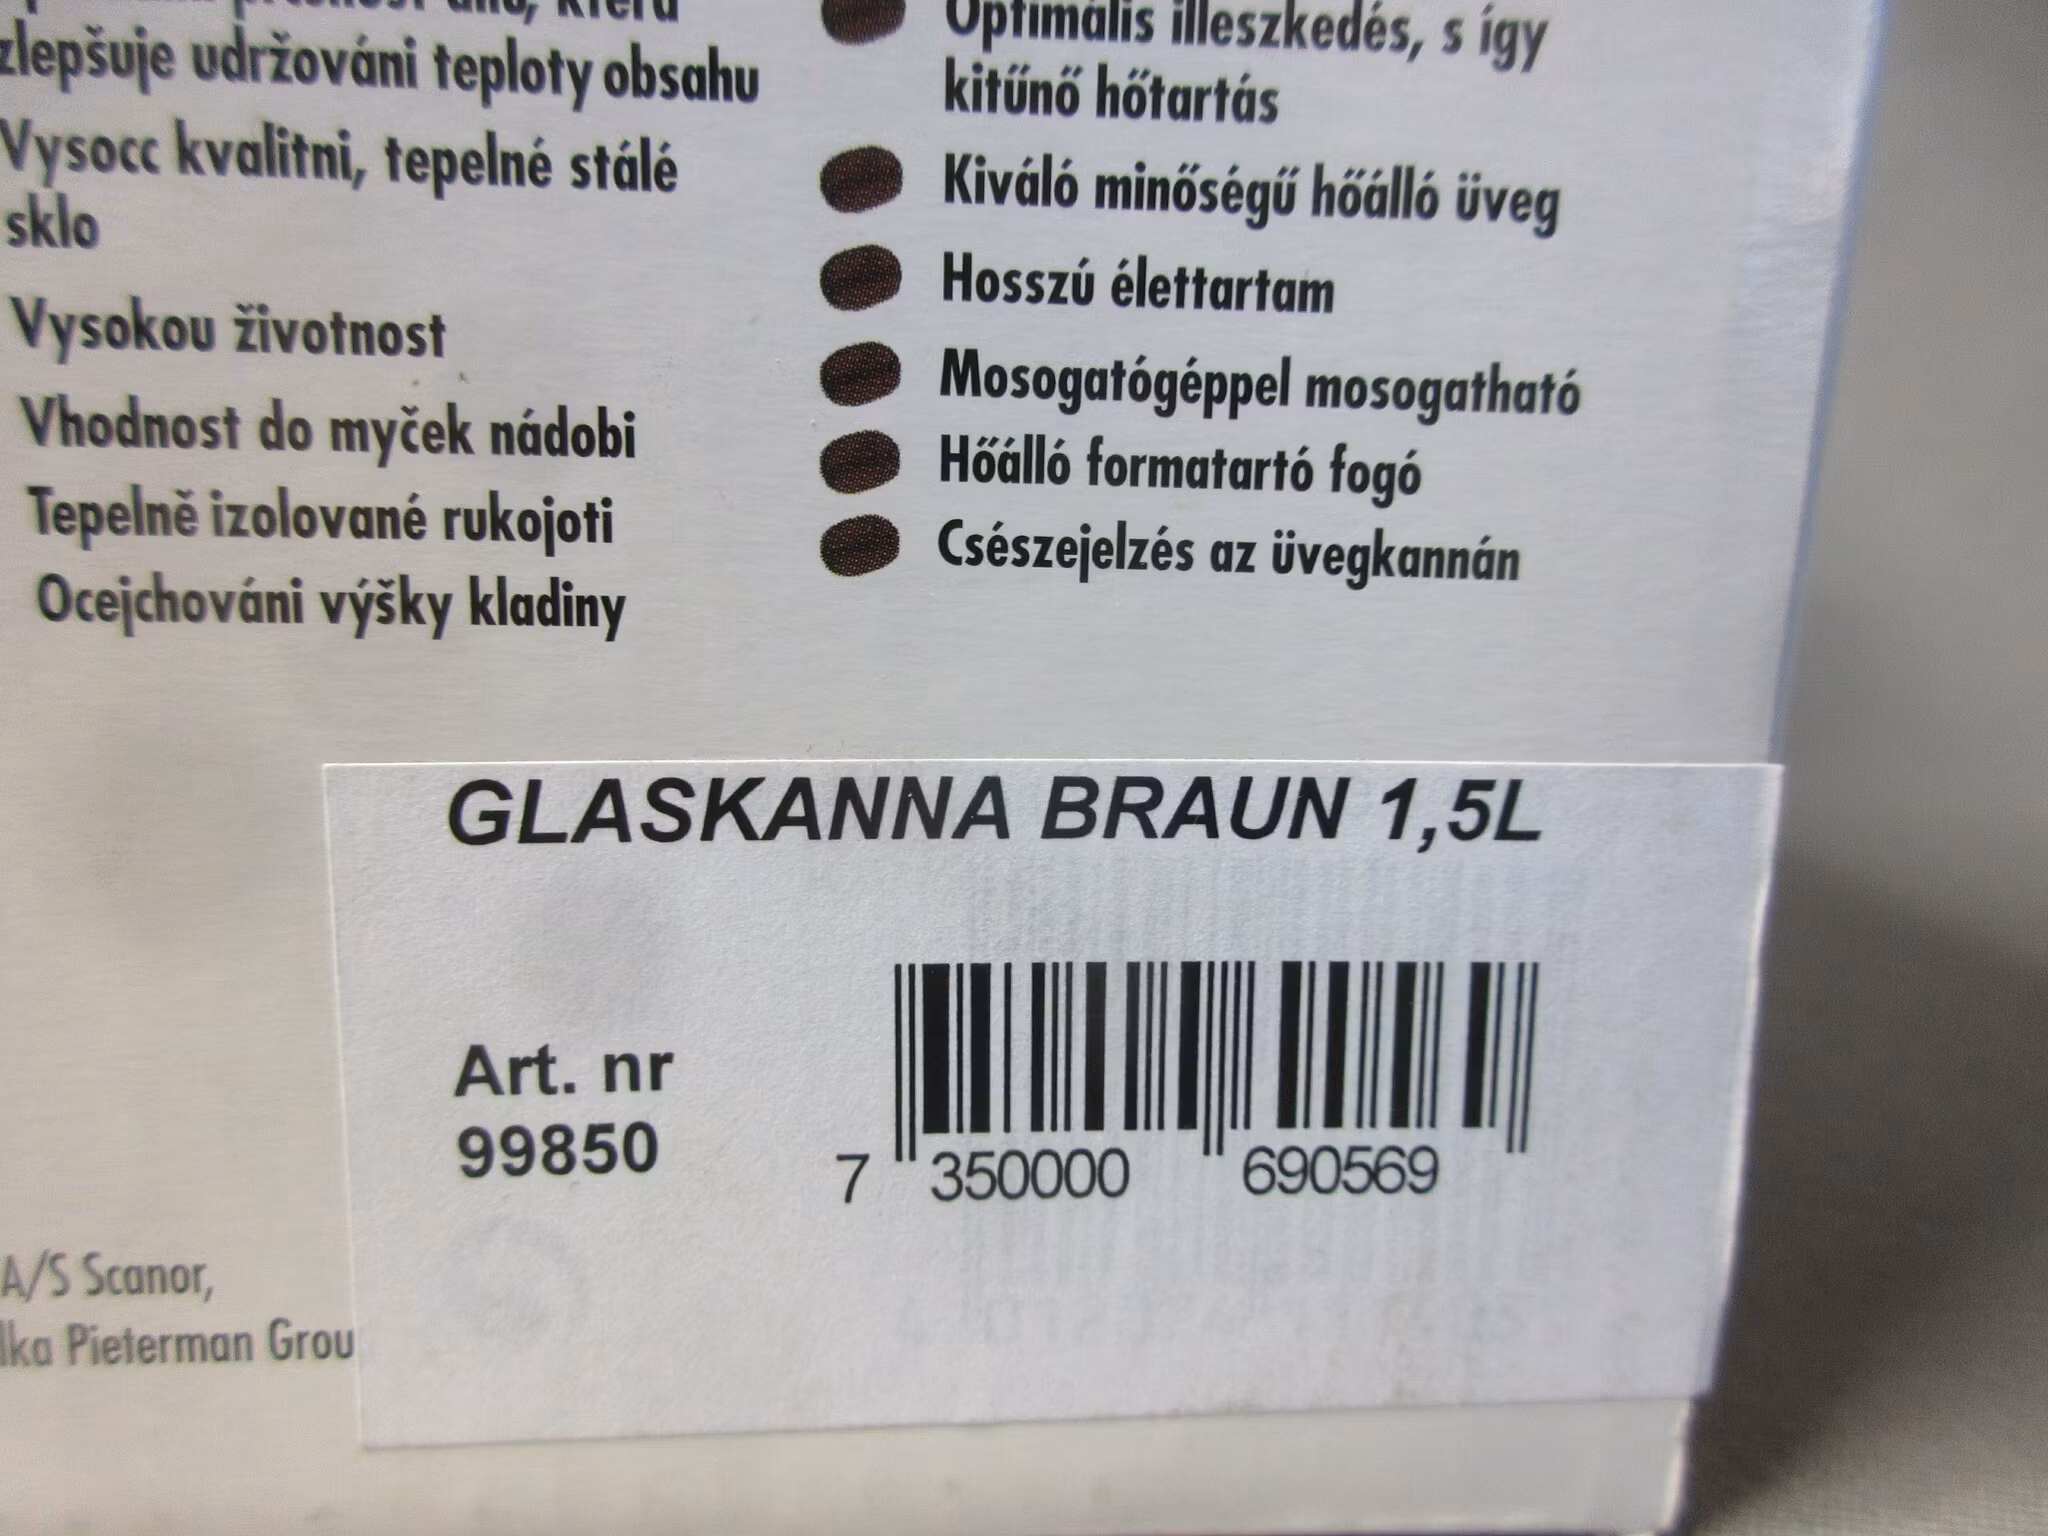 zlepšuje udržováni teploty obsahu
Vysocc kvalitni, tepelné stálé
sklo
Vysokou životnost
Vhodnost do myček nádobi
Tepelně izolované rukojoti
Ocejchováni výšky kladiny
Optimális illeszkedés, s így
kitűnő hőtartás
Kiváló minőségű hőálló üveg
Hosszú élettartam
Mosogatógéppel mosogatható
Hőálló formatartó fogó
Csészejelzés az üvegkannán
GLASKANNA BRAUN 1,5L
Art. nr
99850
7 350000 690569
A/S Scanor,
lka Pieterman Grou